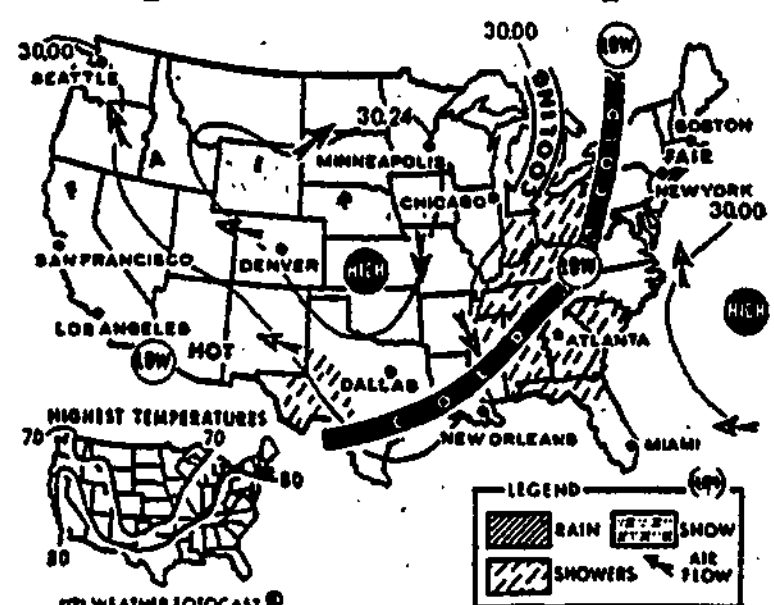 30.00
LOW
30.00
SEATTLE
COOLING
30.24
BOSTON
MINNEAPOLIS
FAIR
CHICAGO
NEW YORK
30.00
SAN FRANCISCO
DENVER
HIGH
LOW
HIGH
LOS ANGELES
HOT
LOW
ATLANTA
DALLAS
NEW ORLEANS
MIAMI
HIGHEST TEMPERATURES
70
70
80
80
LEGEND
RAIN
SNOW
SHOWERS
AIR FLOW
UPI WEATHER FOTOCAST ©